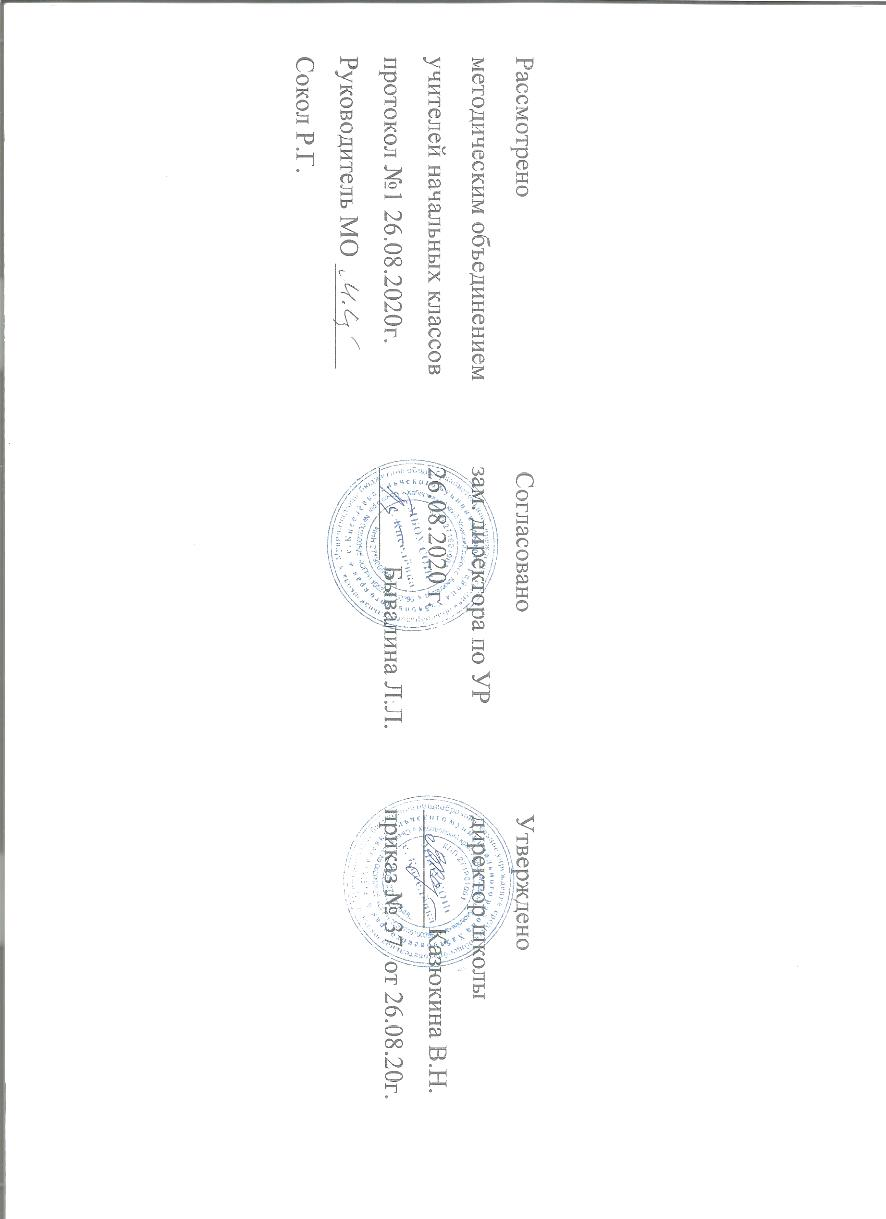 Рассмотрено
методическим объединением
учителей начальных классов
протокол №1 26.08.2020г.
Руководитель МО
Сокол Р.Г.
Согласовано
зам. директора по УР
26.08.2020 г
Бывалина Л.Л.
Утверждено
директор школы
Казюкина В.Н.
приказ № 37 от 26.08.20г.